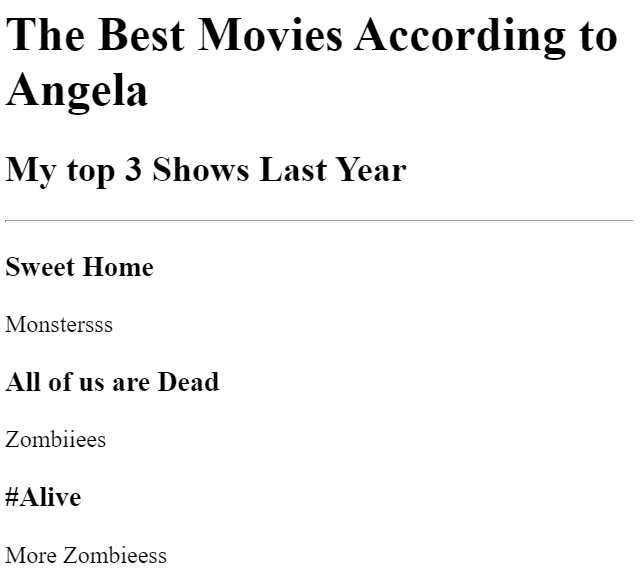 The Best Movies According to
Angela
My top 3 Shows Last Year
Sweet Home
Monstersss
All of us are Dead
Zombiiees
#Alive
More Zombieess